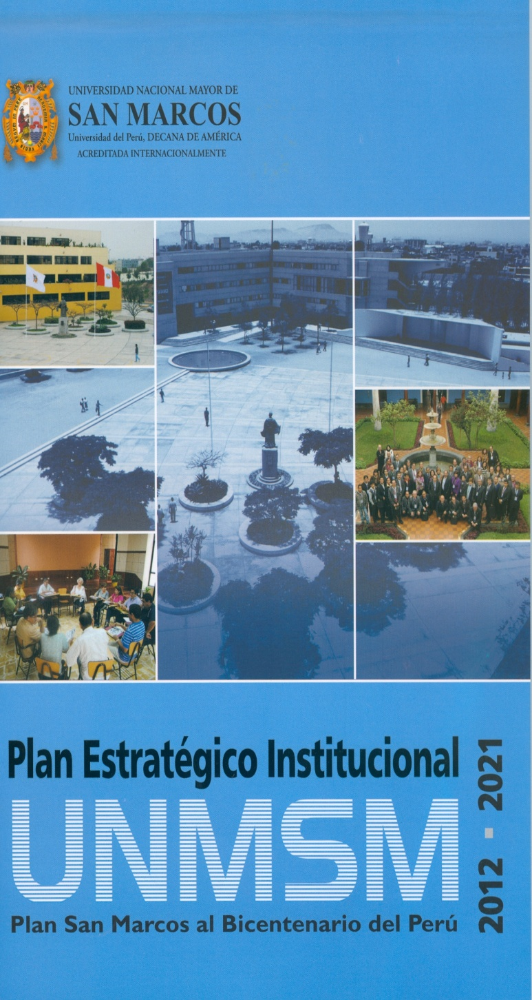 UNIVERSIDAD NACIONAL MAYOR DE
SAN MARCOS
Universidad del Perú, DECANA DE AMÉRICA
ACREDITADA INTERNACIONALMENTE
Plan Estratégico Institucional
UNMSM
Plan San Marcos al Bicentenario del Perú
2012 - 2021